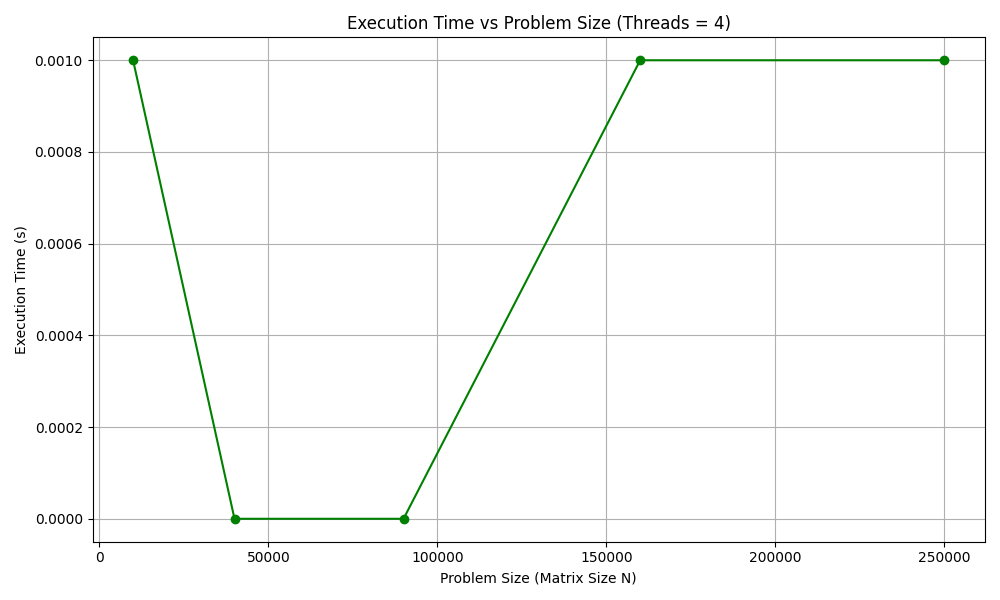 Execution Time vs Problem Size (Threads = 4)
Execution Time (s)
0.0010
0.0008
0.0006
0.0004
0.0002
0.0000
0 50000 100000 150000 200000 250000
Problem Size (Matrix Size N)